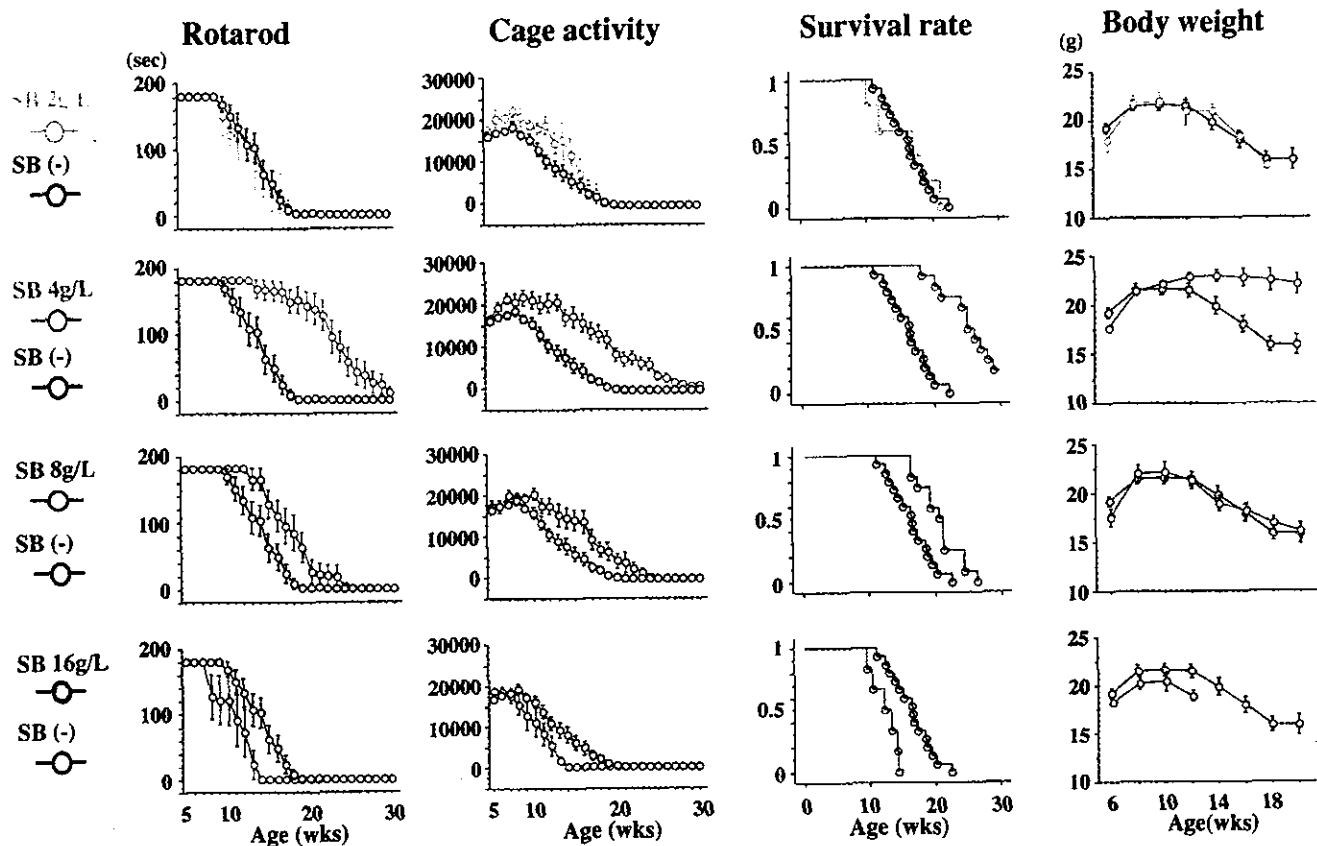 Rotarod Cage activity Survival rate Body weight
(sec) (g)
SB 2g/L
SB (-)
200 100 0
30000 20000 10000 0
1 0.5 0
25 20 15 10
SB 4g/L
SB (-)
200 100 0
30000 20000 10000 0
1 0.5 0
25 20 15 10
SB 8g/L
SB (-)
200 100 0
30000 20000 10000 0
1 0.5 0
25 20 15 10
SB 16g/L
SB (-)
200 100 0
30000 20000 10000 0
1 0.5 0
25 20 15 10
5 10 20 30 5 10 20 30 0 10 20 30 6 10 14 18
Age (wks) Age (wks) Age (wks) Age(wks)